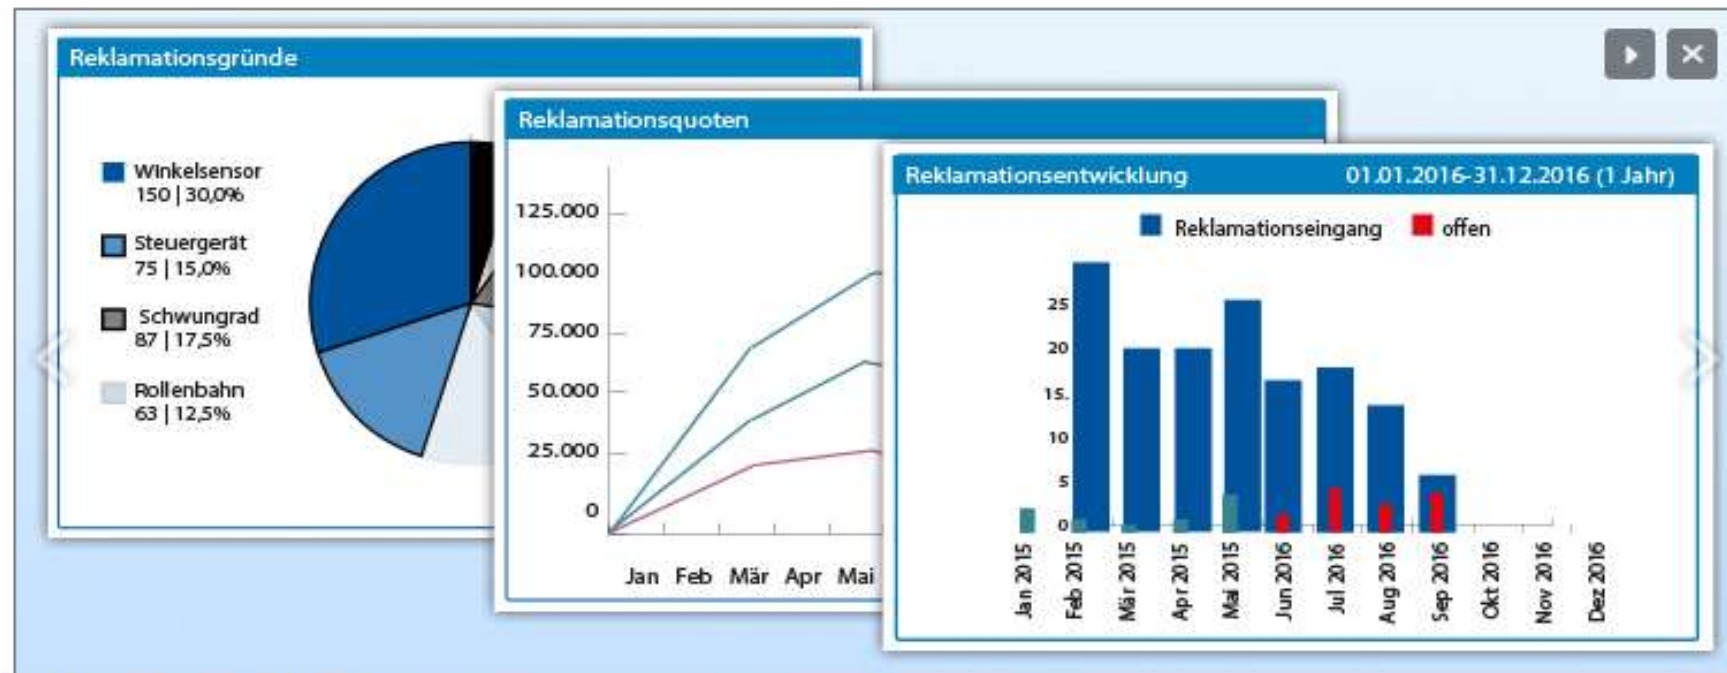 Reklamationsgründe
Winkelsensor
150 | 30,0%
Steuergerät
75 | 15,0%
Schwungrad
87 | 17,5%
Rollenbahn
63 | 12,5%
Reklamationsquoten
125.000
100.000
75.000
50.000
25.000
0
Jan Feb Mär Apr Mai
Reklamationsentwicklung 01.01.2016-31.12.2016 (1 Jahr)
Reklamationseingang offen
25
20
15.
10
5
0
Jan 2015
Feb 2015
Mär 2015
Apr 2015
Mai 2015
Jun 2016
Jul 2016
Aug 2016
Sep 2016
Okt 2016
Nov 2016
Dez 2016